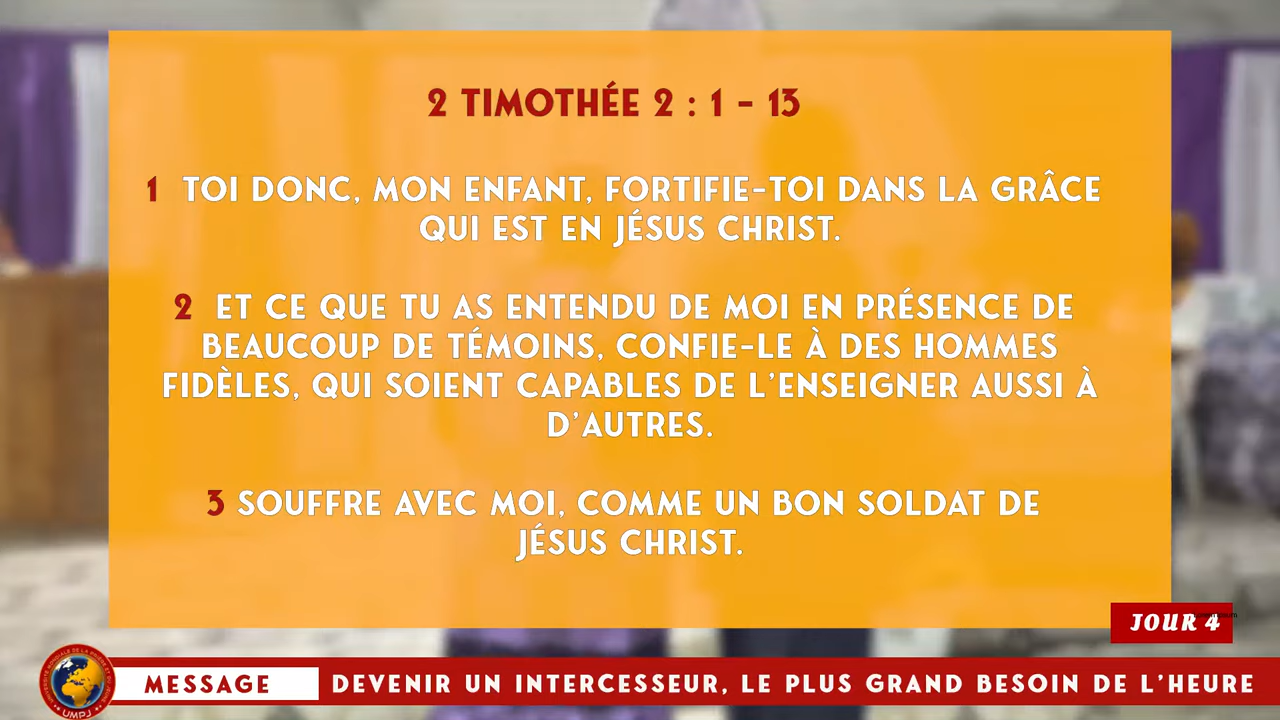 2 TIMOTHÉE 2 : 1 - 13
1 TOI DONC, MON ENFANT, FORTIFIE-TOI DANS LA GRÂCE
QUI EST EN JÉSUS CHRIST.
2 ET CE QUE TU AS ENTENDU DE MOI EN PRÉSENCE DE
BEAUCOUP DE TÉMOINS, CONFIE-LE À DES HOMMES
FIDÈLES, QUI SOIENT CAPABLES DE L'ENSEIGNER AUSSI À
D'AUTRES.
3 SOUFFRE AVEC MOI, COMME UN BON SOLDAT DE
JÉSUS CHRIST.
JOUR 4
UMPJ
MESSAGE
DEVENIR UN INTERCESSEUR, LE PLUS GRAND BESOIN DE L'HEURE